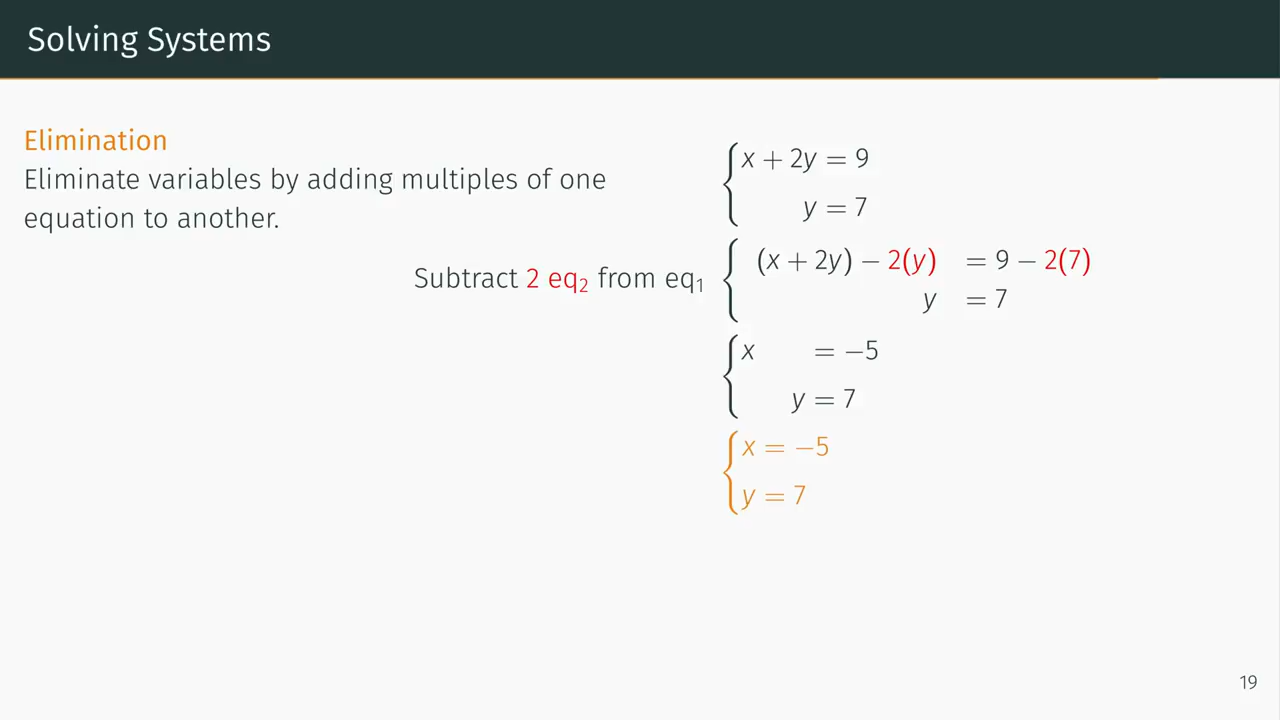 Solving Systems
Elimination
Eliminate variables by adding multiples of one
equation to another.
x + 2y = 9
y = 7
Subtract 2 eq₂ from eq₁
(x + 2y) − 2(y) = 9 − 2(7)
y = 7
x = −5
y = 7
x = −5
y = 7
19